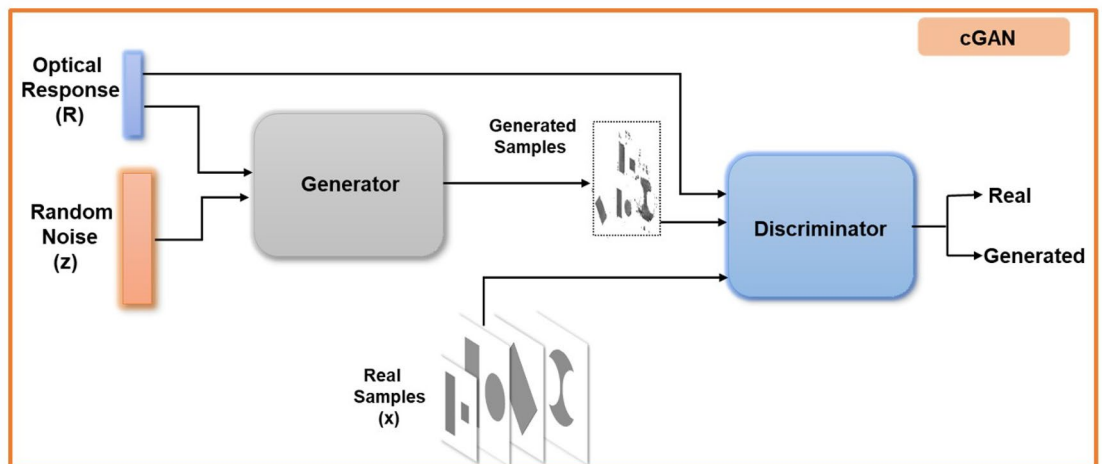 cGAN
Optical
Response
(R)
Generated
Samples
Generator
Random
Noise
(z)
Discriminator
Real
Generated
Real
Samples
(x)